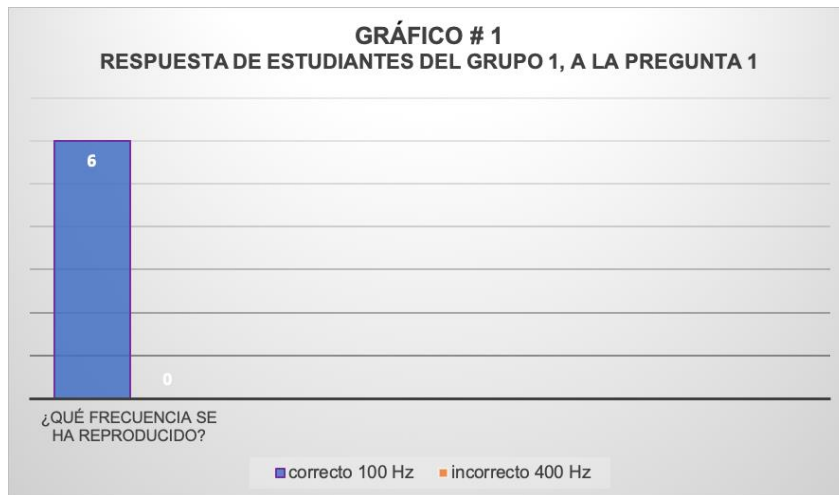 GRÁFICO # 1
RESPUESTA DE ESTUDIANTES DEL GRUPO 1, A LA PREGUNTA 1
6
0
¿QUÉ FRECUENCIA SE
HA REPRODUCIDO?
correcto 100 Hz
incorrecto 400 Hz